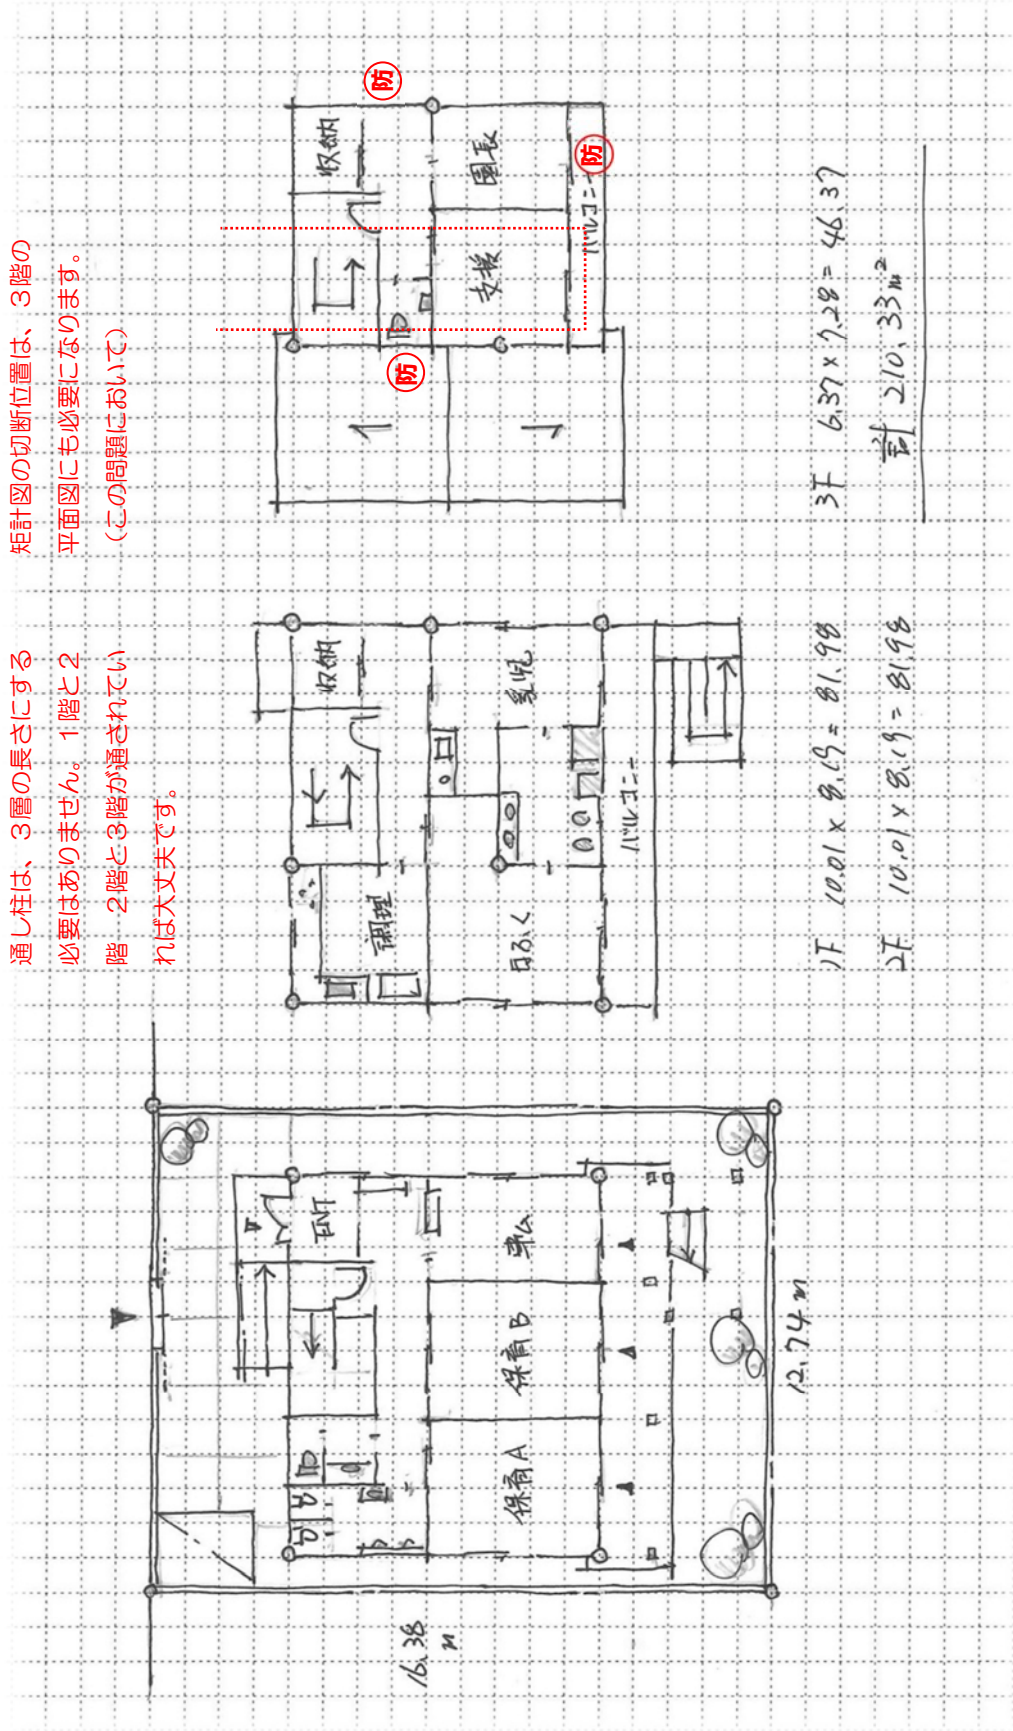 矩計図の切断位置は、３階の
平面図にも必要になります。
（この問題において）
通し柱は、３層の長さにする
必要はありません。１階と２
階、２階と３階が通されてい
れば大丈夫です。
ENT
保育A
保育B
事ム
16.38
m
12.74m
調理
収納
ほふく
乳児
バルコニー
収納
支援
園長
バルコニー
防
防
防
1F 10.01 × 8.19 = 81.98
2F 10.01 × 8.19 = 81.98
3F 6.37 × 7.28 = 46.37
計 210.33m²